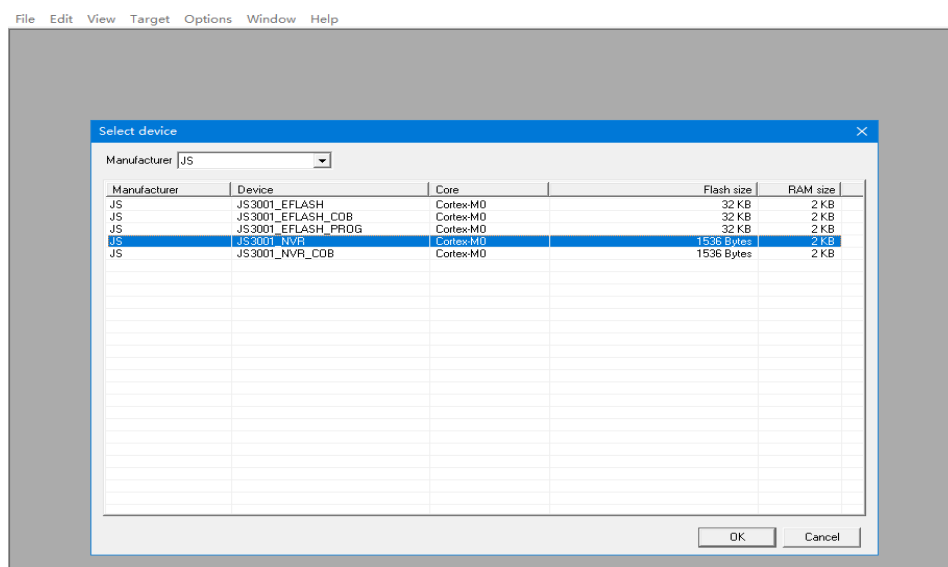 File Edit View Target Options Window Help
Select device
Manufacturer JS
Manufacturer Device Core Flash size RAM size
JS JS3001_EFLASH Cortex-M0 32 KB 2 KB
JS JS3001_EFLASH_COB Cortex-M0 32 KB 2 KB
JS JS3001_EFLASH_PROG Cortex-M0 32 KB 2 KB
JS JS3001_NVR Cortex-M0 1536 Bytes 2 KB
JS JS3001_NVR_COB Cortex-M0 1536 Bytes 2 KB
OK Cancel